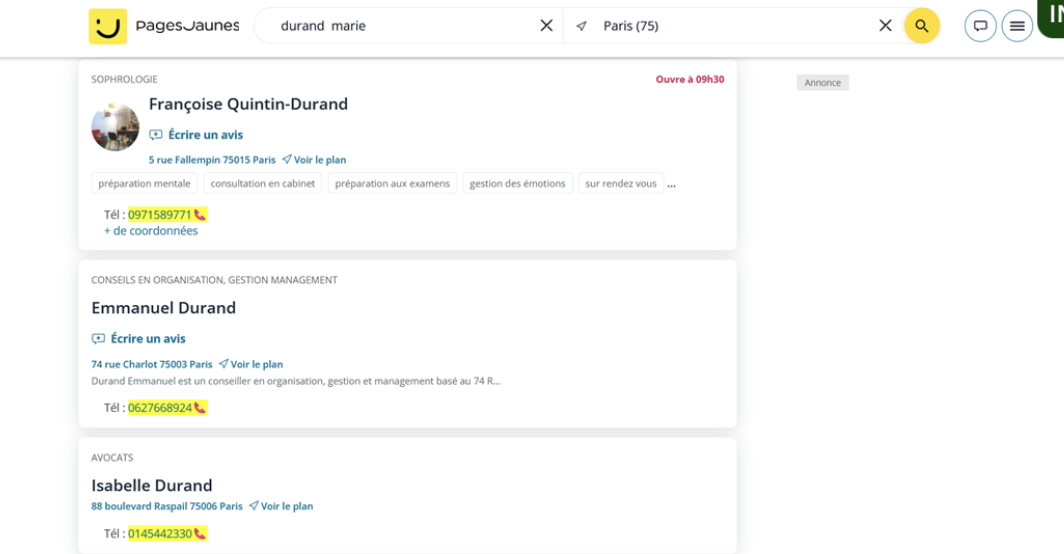 PagesJaunes
durand marie
Paris (75)
SOPHROLOGIE
Ouvre à 09h30
Annonce
Françoise Quintin-Durand
Écrire un avis
5 rue Fallempin 75015 Paris Voir le plan
préparation mentale consultation en cabinet préparation aux examens gestion des émotions sur rendez vous ...
Tél : 0971589771
+ de coordonnées
CONSEILS EN ORGANISATION, GESTION MANAGEMENT
Emmanuel Durand
Écrire un avis
74 rue Charlot 75003 Paris Voir le plan
Durand Emmanuel est un conseiller en organisation, gestion et management basé au 74 R...
Tél : 0627668924
AVOCATS
Isabelle Durand
88 boulevard Raspail 75006 Paris Voir le plan
Tél : 0145442330